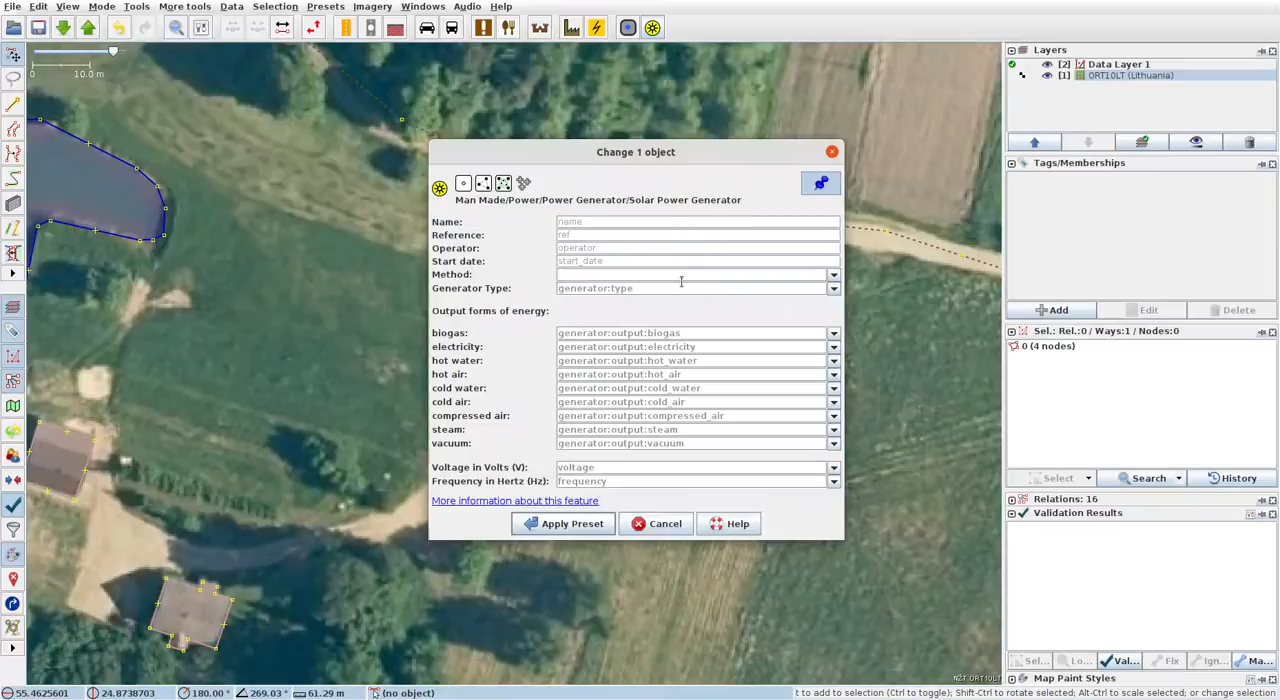 File Edit View Mode Tools More tools Data Selection Presets Imagery Windows Audio Help
0 10.0 m
Layers
[2] Data Layer 1
[1] ORT10LT (Lithuania)
Tags/Memberships
Add Edit Delete
Sel.: Rel.:0 / Ways:1 / Nodes:0
0 (4 nodes)
Select Search History
Relations: 16
Validation Results
Sel... Lo... Val... Fix Ign... Ma...
Map Paint Styles
Change 1 object
Man Made/Power/Power Generator/Solar Power Generator
Name: name
Reference: ref
Operator: operator
Start date: start_date
Method:
Generator Type: generator:type
Output forms of energy:
biogas: generator:output:biogas
electricity: generator:output:electricity
hot water: generator:output:hot_water
hot air: generator:output:hot_air
cold water: generator:output:cold_water
cold air: generator:output:cold_air
compressed air: generator:output:compressed_air
steam: generator:output:steam
vacuum: generator:output:vacuum
Voltage in Volts (V): voltage
Frequency in Hertz (Hz): frequency
More information about this feature
Apply Preset Cancel Help
NŽT ORT10LT
55.4625601 24.8738703 180.00 ° 269.03 ° 61.29 m (no object) t to add to selection (Ctrl to toggle); Shift-Ctrl to rotate selected; Alt-Ctrl to scale selected; or change selection